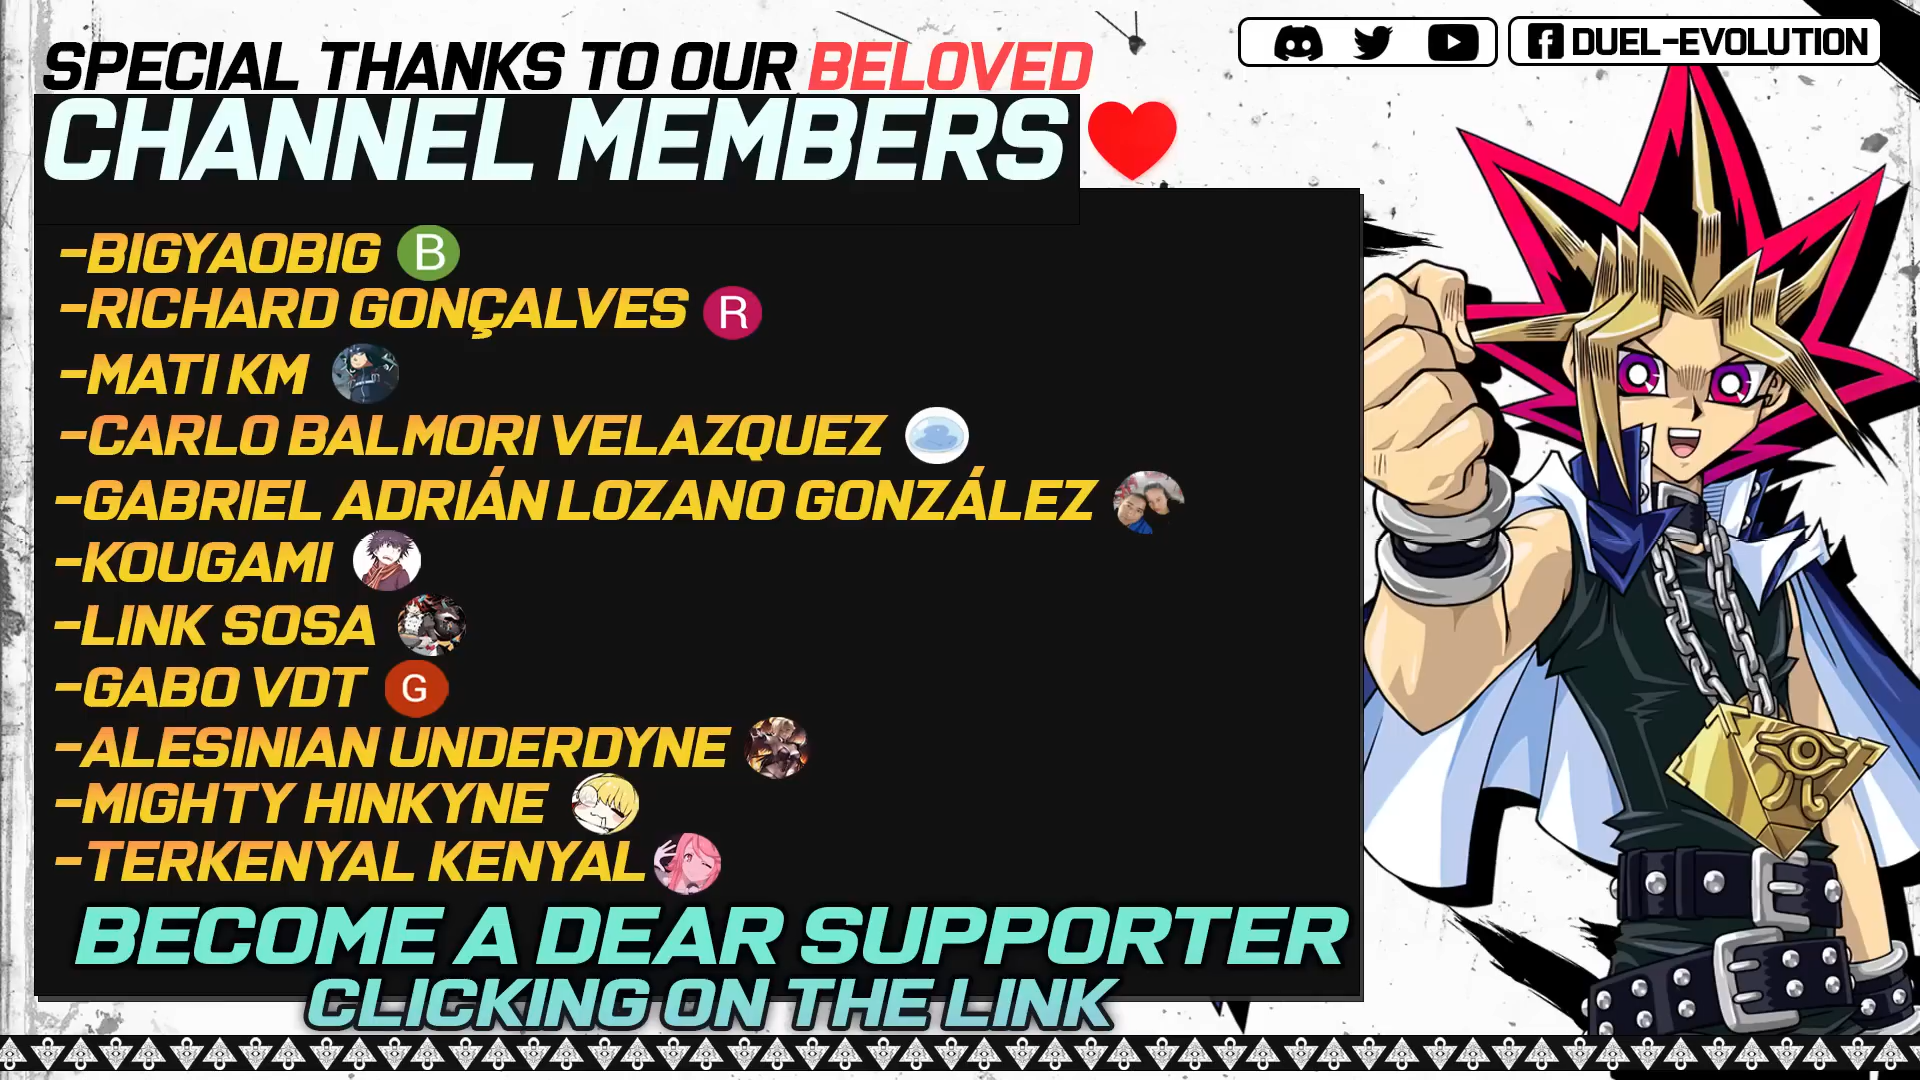 SPECIAL THANKS TO OUR BELOVED
CHANNEL MEMBERS
DUEL-EVOLUTION
-BIGYAOBIG B
-RICHARD GONÇALVES R
-MATI KM
-CARLO BALMORI VELAZQUEZ
-GABRIEL ADRIÁN LOZANO GONZÁLEZ
-KOUGAMI
-LINK SOSA
-GABO VDT G
-ALESINIAN UNDERDYNE
-MIGHTY HINKYNE
-TERKENYAL KENYAL
BECOME A DEAR SUPPORTER
CLICKING ON THE LINK